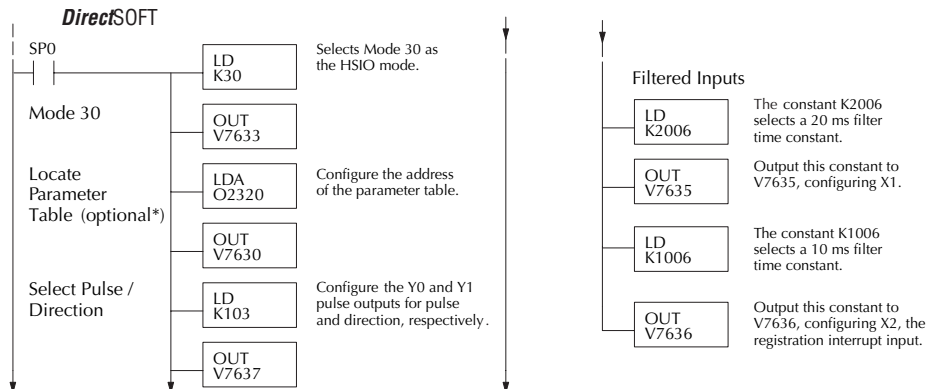 DirectSOFT
SP0
LD
K30
Selects Mode 30 as
the HSIO mode.
Mode 30
OUT
V7633
Locate
Parameter
Table (optional*)
LDA
O2320
Configure the address
of the parameter table.
OUT
V7630
Select Pulse /
Direction
LD
K103
Configure the Y0 and Y1
pulse outputs for pulse
and direction, respectively.
OUT
V7637
Filtered Inputs
LD
K2006
The constant K2006
selects a 20 ms filter
time constant.
OUT
V7635
Output this constant to
V7635, configuring X1.
LD
K1006
The constant K1006
selects a 10 ms filter
time constant.
OUT
V7636
Output this constant to
V7636, configuring X2, the
registration interrupt input.